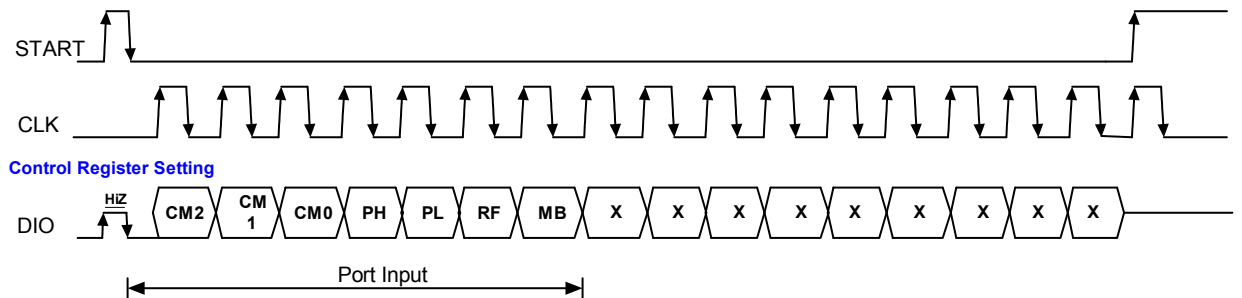 START
CLK
Control Register Setting
HiZ
DIO
CM2
CM
1
CM0
PH
PL
RF
MB
X
X
X
X
X
X
X
X
X
Port Input